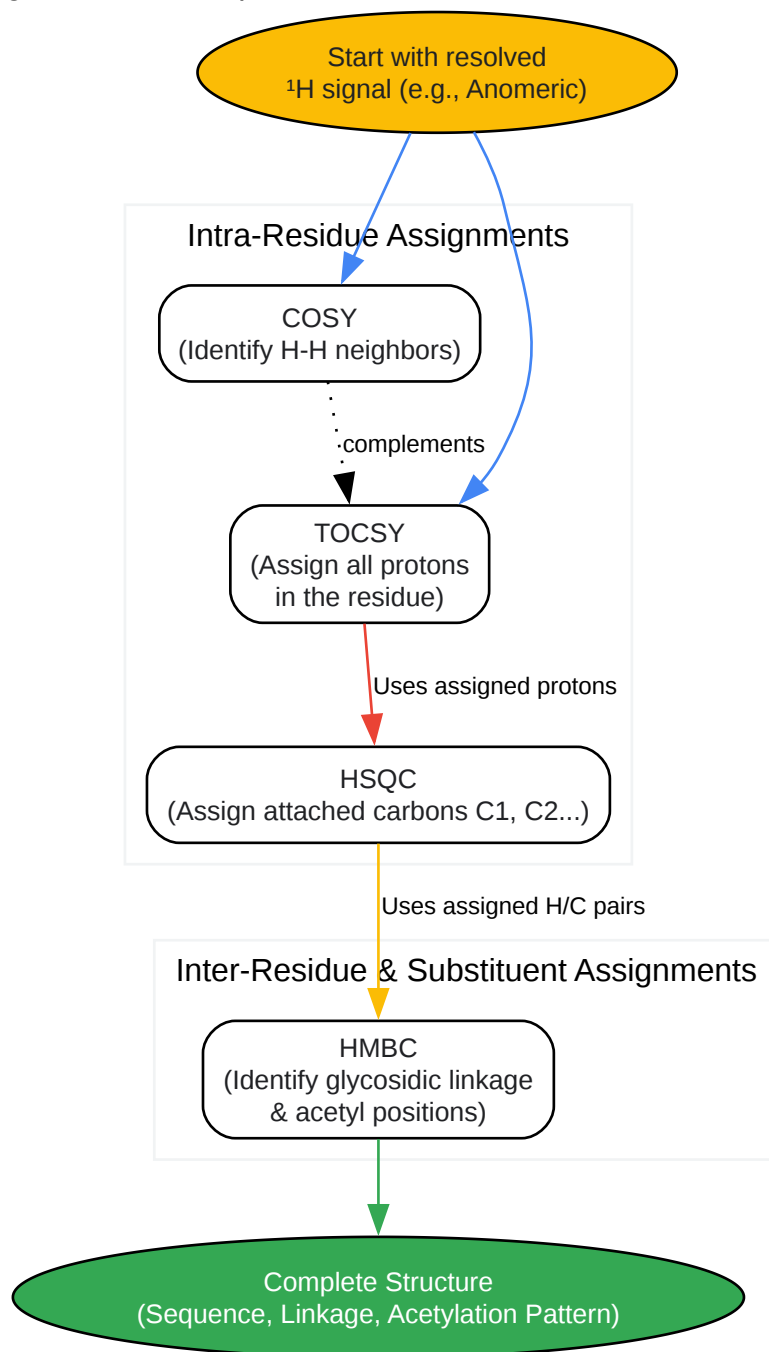 Start with resolved
¹H signal (e.g., Anomeric)
Intra-Residue Assignments
COSY
(Identify H-H neighbors)
complements
TOCSY
(Assign all protons
in the residue)
Uses assigned protons
HSQC
(Assign attached carbons C1, C2...)
Uses assigned H/C pairs
Inter-Residue & Substituent Assignments
HMBC
(Identify glycosidic linkage
& acetyl positions)
Complete Structure
(Sequence, Linkage, Acetylation Pattern)